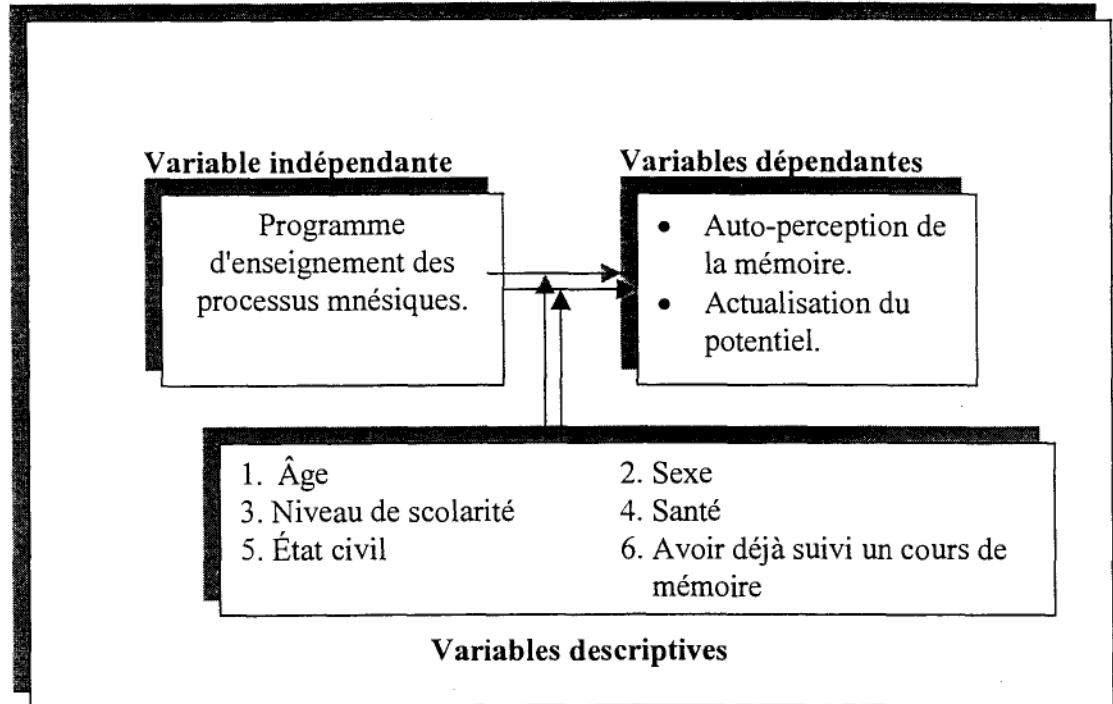 Variable indépendante
Programme
d'enseignement des
processus mnésiques.
Variables dépendantes
• Auto-perception de
la mémoire.
• Actualisation du
potentiel.
1. Âge
2. Sexe
3. Niveau de scolarité
4. Santé
5. État civil
6. Avoir déjà suivi un cours de
mémoire
Variables descriptives